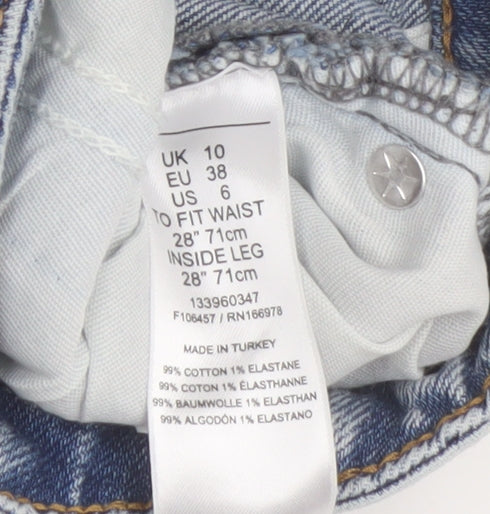 UK 10
EU 38
US 6
TO FIT WAIST
28" 71cm
INSIDE LEG
28" 71cm
133960347
F106457 / RN166978
MADE IN TURKEY
99% COTTON 1% ELASTANE
99% COTON 1% ÉLASTHANNE
99% BAUMWOLLE 1% ELASTHAN
99% ALGODÓN 1% ELASTANO